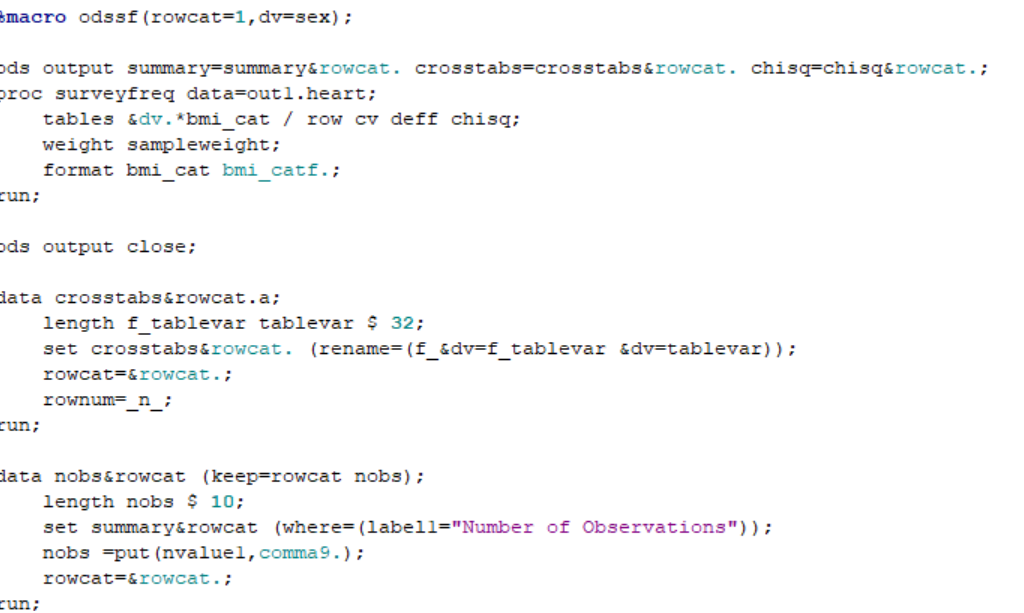 %macro odssf(rowcat=1,dv=sex);
ods output summary=summary&rowcat. crosstabs=crosstabs&rowcat. chisq=chisq&rowcat.;
proc surveyfreq data=out1.heart;
tables &dv.*bmi_cat / row cv deff chisq;
weight sampleweight;
format bmi_cat bmi_catf.;
run;
ods output close;
data crosstabs&rowcat.a;
length f_tablevar tablevar $ 32;
set crosstabs&rowcat. (rename=(f_&dv=f_tablevar &dv=tablevar));
rowcat=&rowcat.;
rownum=_n_;
run;
data nobs&rowcat (keep=rowcat nobs);
length nobs $ 10;
set summary&rowcat (where=(label1="Number of Observations"));
nobs =put(nvalue1,comma9.);
rowcat=&rowcat.;
run;